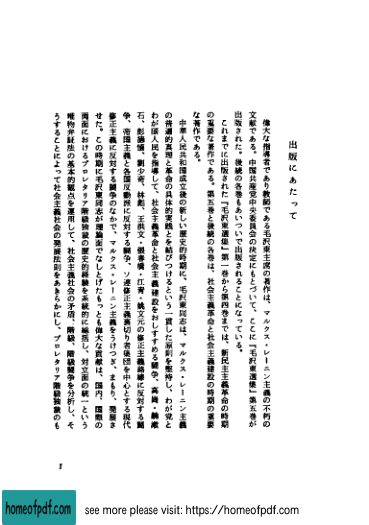 出版にあたって
偉大な指導者であり教師である毛沢東主席の著作は、マルクス・レーニン主義の不朽の
文献である。中国共産党中央委員会の決定にもとづいて、ここに『毛沢東選集』第五巻が
出版された。後続の各巻もあいついで出版されることになっている。
これまでに出版された『毛沢東選集』第一巻から第四巻までは、新民主主義革命の時期
の重要な著作である。第五巻と後続の各巻は、社会主義革命と社会主義建設の時期の重要
な著作である。
中華人民共和国成立後の新しい歴史的時期に、毛沢東同志は、マルクス・レーニン主義
の普遍的真理と革命の具体的実践とを結びつけるという一貫した原則を堅持し、わが党と
わが国人民を指導して、社会主義革命と社会主義建設をおしすすめる闘争、高崗・饒漱
石、彭徳懐、劉少奇、林彪、王洪文・張春橋・江青・姚文元の修正主義路線に反対する闘
争、帝国主義と各国反動派に反対する闘争、ソ連修正主義裏切り者集団を中心とする現代
修正主義に反対する闘争のなかで、マルクス・レーニン主義をうけつぎ、まもり、発展さ
せた。この時期に毛沢東同志が理論面でなしとげたもっとも偉大な貢献は、国内、国際の
両面におけるプロレタリア階級独裁の歴史的経験を系統的に総括し、対立面の統一という
唯物弁証法の基本的観点を運用して、社会主義社会の矛盾、階級、階級闘争を分析し、そ
うすることによって社会主義社会の発展法則をあきらかにし、プロレタリア階級独裁のも
homeofpdf.com
see more please visit: https://homeofpdf.com